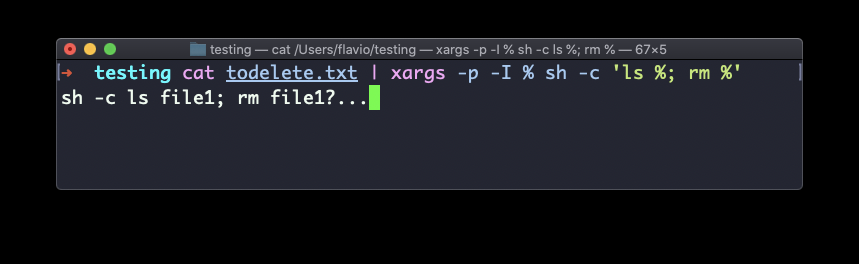 testing — cat /Users/flavio/testing — xargs -p -I % sh -c ls %; rm % — 67×5
[➜  testing cat todelete.txt | xargs -p -I % sh -c 'ls %; rm %' ]
sh -c ls file1; rm file1?...